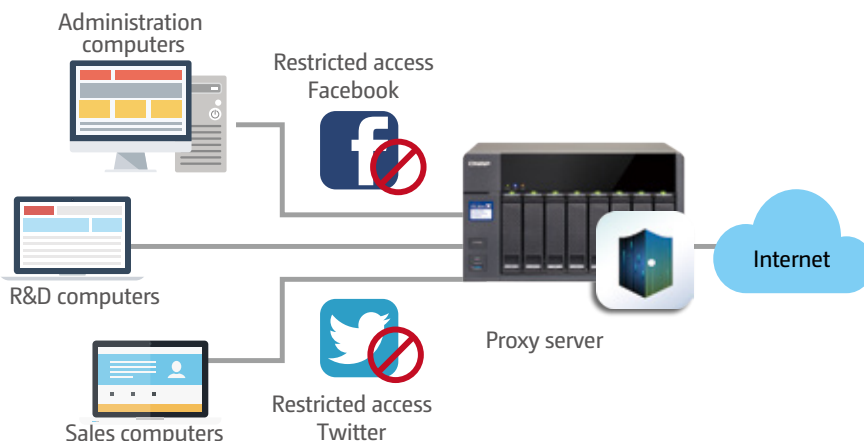 Administration
computers
Restricted access
Facebook
R&D computers
Internet
Proxy server
Sales computers
Restricted access
Twitter